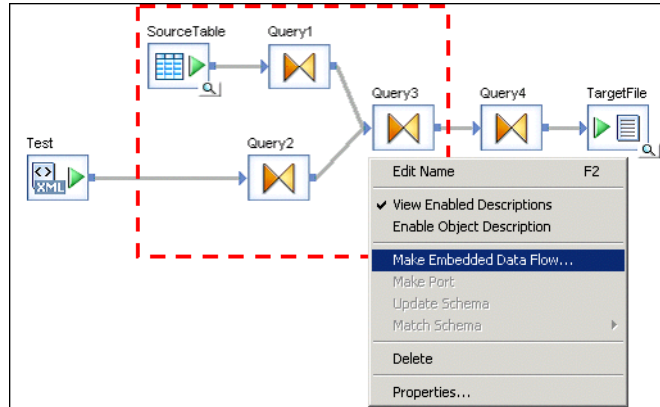 SourceTable
Query1
Query3
Query4
TargetFile
Test
<>
XML
Query2
Edit Name F2
View Enabled Descriptions
Enable Object Description
Make Embedded Data Flow...
Make Port
Update Schema
Match Schema
Delete
Properties...